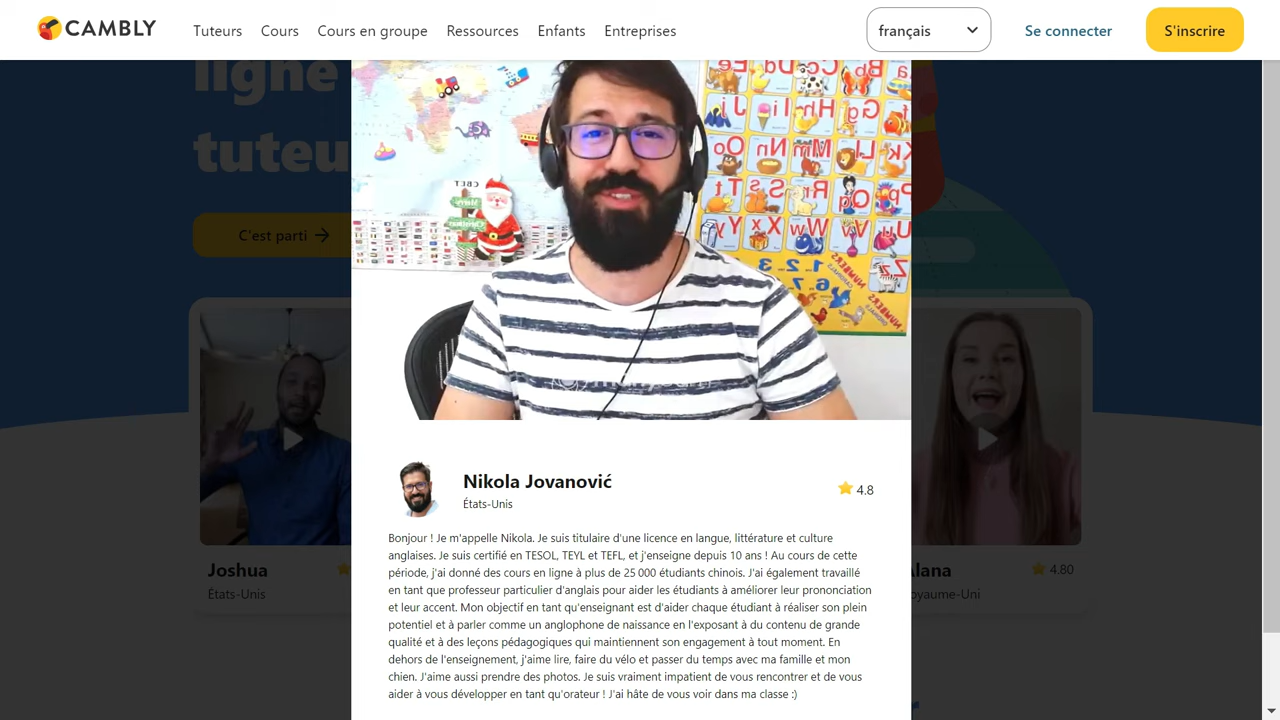 CAMBLY
Tuteurs Cours Cours en groupe Ressources Enfants Entreprises
français
Se connecter
S'inscrire
ligne
tuteu
C'est parti
Joshua
États-Unis
Alana
4.80
Royaume-Uni
Nikola Jovanović
États-Unis
4.8
Bonjour ! Je m'appelle Nikola. Je suis titulaire d'une licence en langue, littérature et culture
anglaises. Je suis certifié en TESOL, TEYL et TEFL, et j'enseigne depuis 10 ans ! Au cours de cette
période, j'ai donné des cours en ligne à plus de 25 000 étudiants chinois. J'ai également travaillé
en tant que professeur particulier d'anglais pour aider les étudiants à améliorer leur prononciation
et leur accent. Mon objectif en tant qu'enseignant est d'aider chaque étudiant à réaliser son plein
potentiel et à parler comme un anglophone de naissance en l'exposant à du contenu de grande
qualité et à des leçons pédagogiques qui maintiennent son engagement à tout moment. En
dehors de l'enseignement, j'aime lire, faire du vélo et passer du temps avec ma famille et mon
chien. J'aime aussi prendre des photos. Je suis vraiment impatient de vous rencontrer et de vous
aider à vous développer en tant qu'orateur ! J'ai hâte de vous voir dans ma classe :)